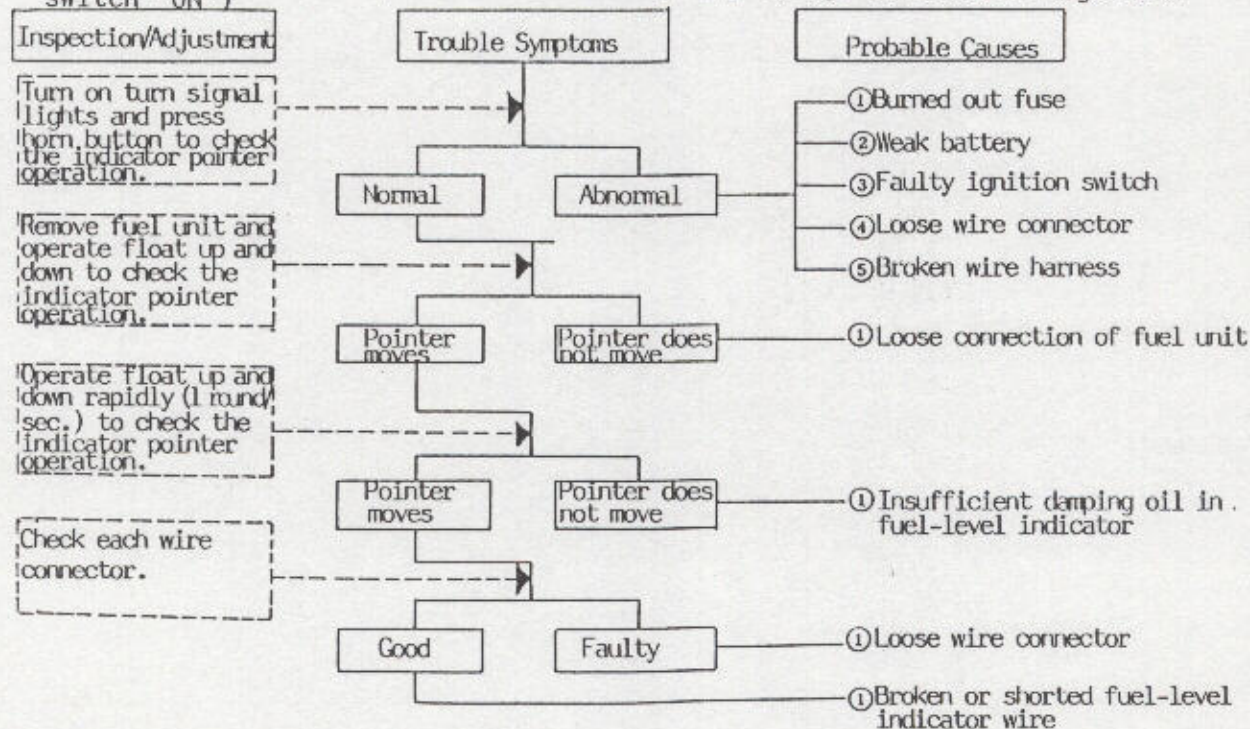 switch "ON")
Inspection/Adjustment
Trouble Symptoms
Probable Causes
Turn on turn signal
lights and press
horn button to check
the indicator pointer
operation.
Normal
Abnormal
①Burned out fuse
②Weak battery
③Faulty ignition switch
④Loose wire connector
⑤Broken wire harness
Remove fuel unit and
operate float up and
down to check the
indicator pointer
operation.
Pointer
moves
Pointer does
not move
①Loose connection of fuel unit
Operate float up and
down rapidly (1 round/
sec.) to check the
indicator pointer
operation.
Pointer
moves
Pointer does
not move
①Insufficient damping oil in
fuel-level indicator
Check each wire
connector.
Good
Faulty
①Loose wire connector
①Broken or shorted fuel-level
indicator wire